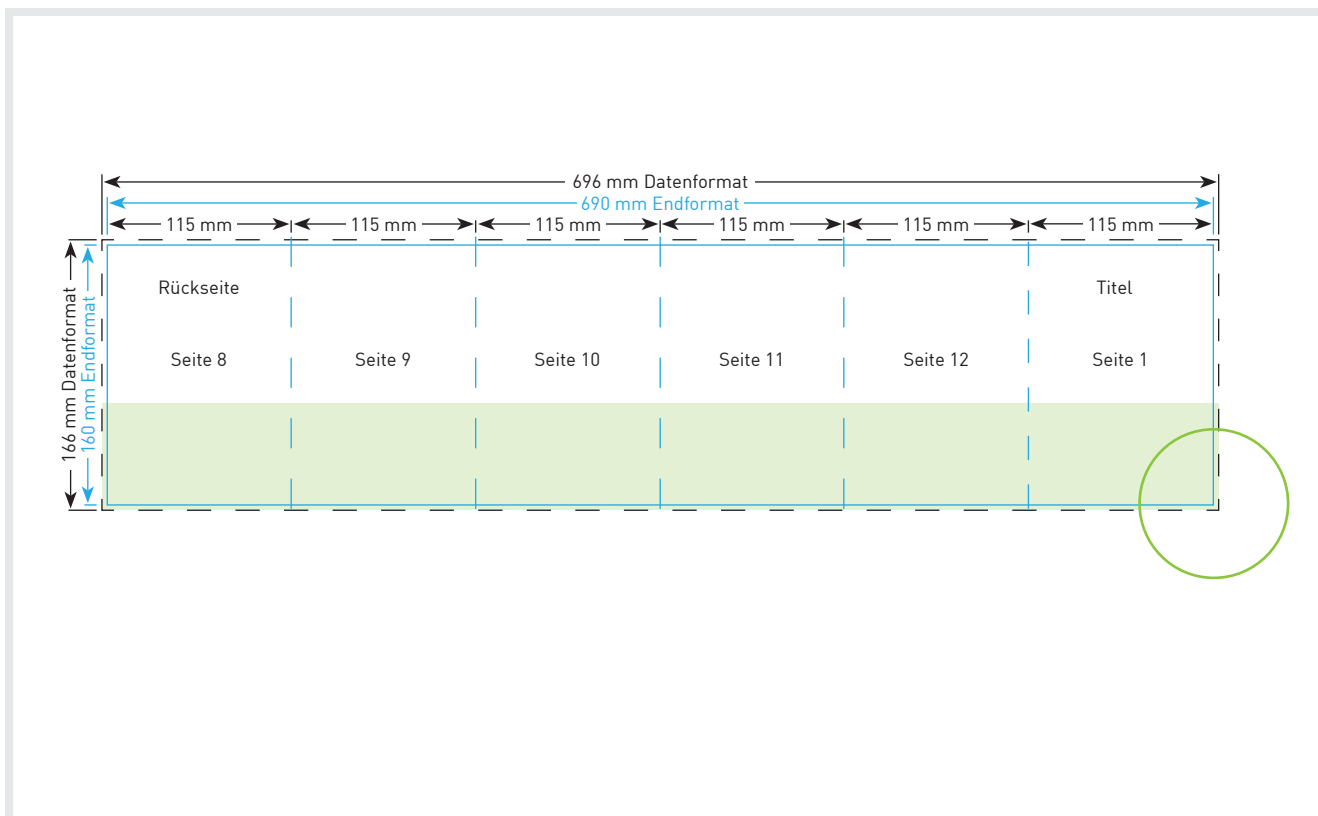 696 mm Datenformat
690 mm Endformat
115 mm 115 mm 115 mm 115 mm 115 mm 115 mm
166 mm Datenformat
160 mm Endformat
Rückseite Titel
Seite 8 Seite 9 Seite 10 Seite 11 Seite 12 Seite 1